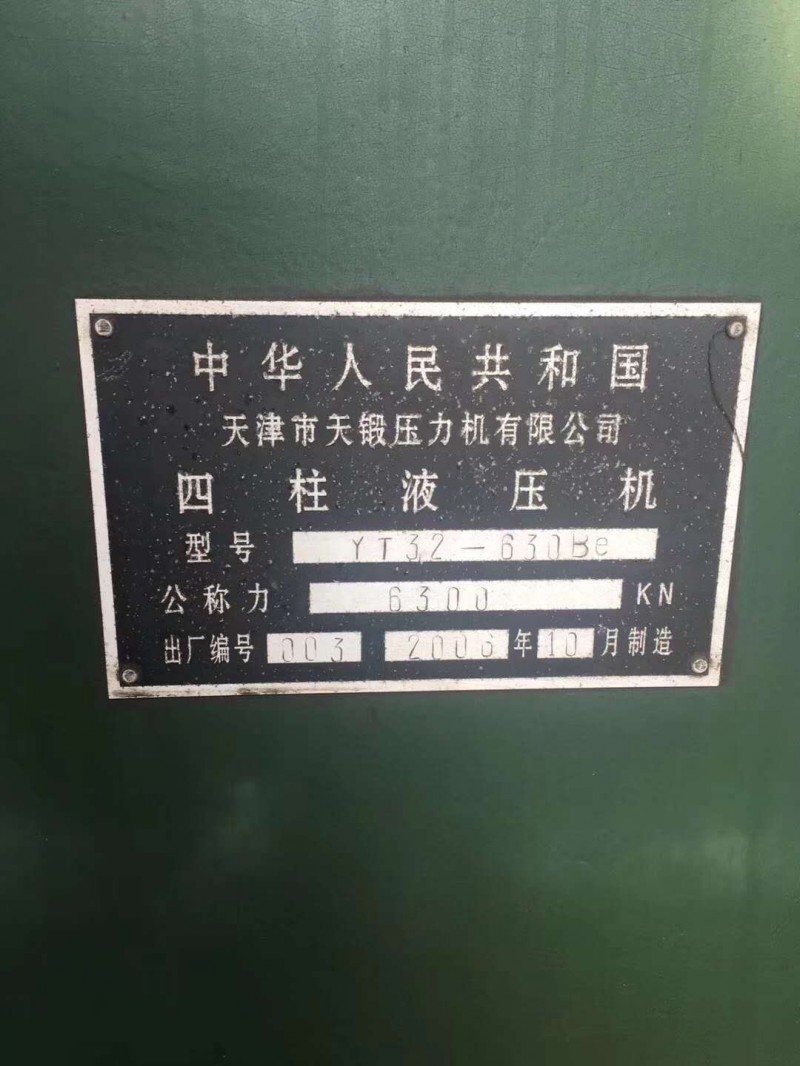 中华人民共和国
天津市天锻压力机有限公司
四柱液压机
型号 YT32-630Be
公称力 6300 KN
出厂编号 003 2006年10月制造